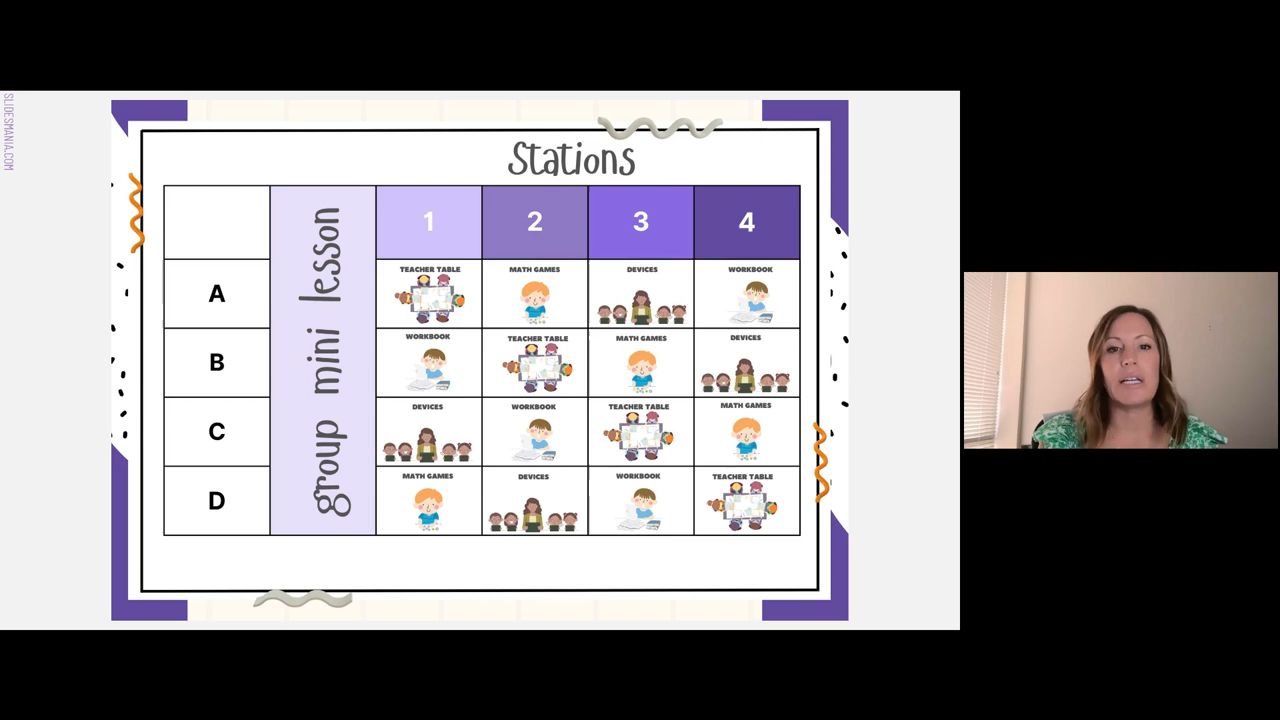 SLIDESMANIA.COM
Stations
group mini lesson
1 2 3 4
A
TEACHER TABLE MATH GAMES DEVICES WORKBOOK
B
WORKBOOK TEACHER TABLE MATH GAMES DEVICES
C
DEVICES WORKBOOK TEACHER TABLE MATH GAMES
D
MATH GAMES DEVICES WORKBOOK TEACHER TABLE